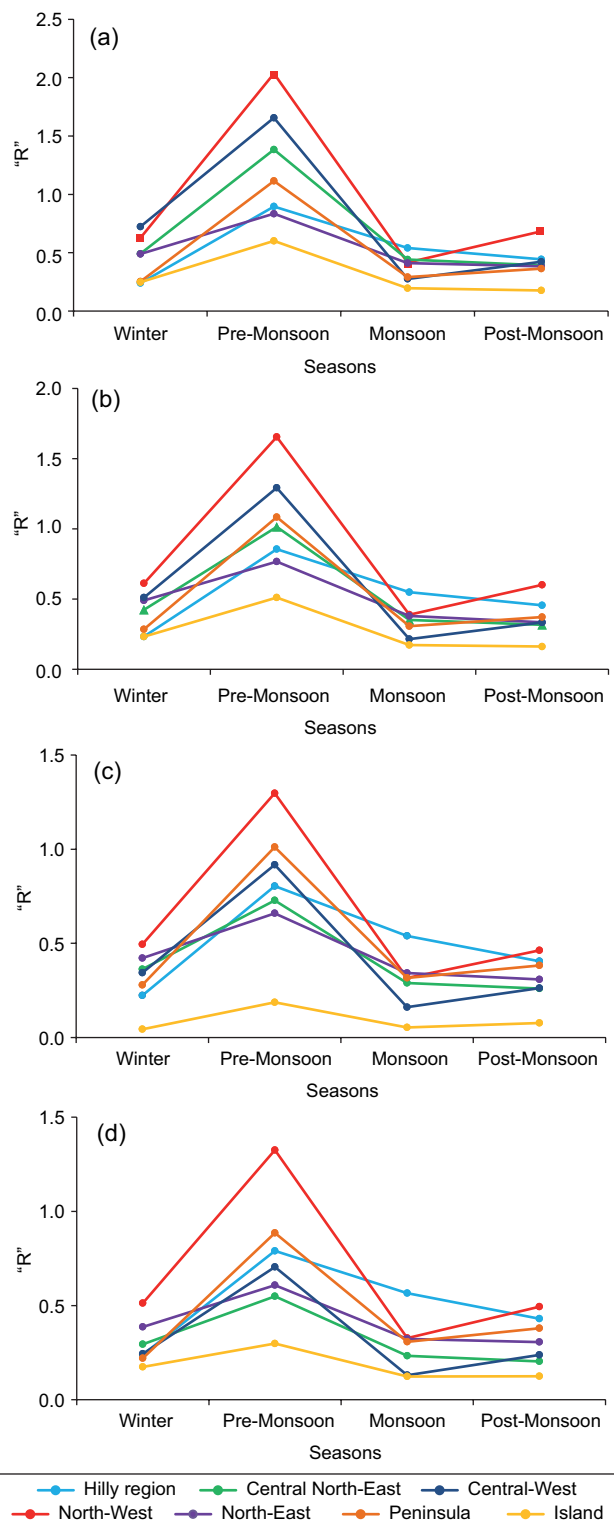 (a)
2.5
2.0
1.5
1.0
0.5
0.0
“R”
Winter Pre-Monsoon Monsoon Post-Monsoon
Seasons
(b)
2.0
1.5
1.0
0.5
0.0
“R”
Winter Pre-Monsoon Monsoon Post-Monsoon
Seasons
(c)
1.5
1.0
0.5
0.0
“R”
Winter Pre-Monsoon Monsoon Post-Monsoon
Seasons
(d)
1.5
1.0
0.5
0.0
“R”
Winter Pre-Monsoon Monsoon Post-Monsoon
Seasons
Hilly region Central North-East Central-West
North-West North-East Peninsula Island